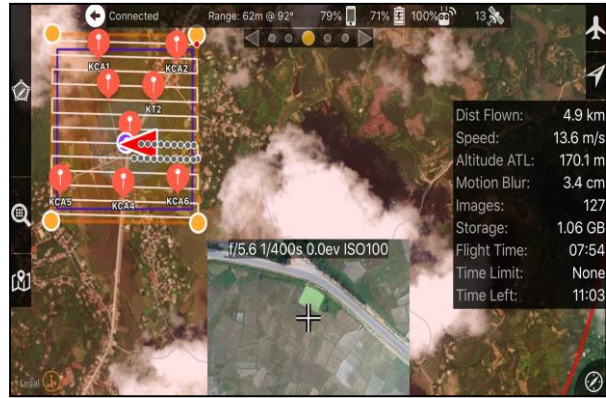 Connected Range: 62m @ 92° 79% 71% 100% 13
KCA1
KCA2
KT2
KCA5
KCA4
KCA6
Dist Flown: 4.9 km
Speed: 13.6 m/s
Altitude ATL: 170.1 m
Motion Blur: 3.4 cm
Images: 127
Storage: 1.06 GB
Flight Time: 07:54
Time Limit: None
Time Left: 11:03
f/5.6 1/400s 0.0ev ISO100
Legal